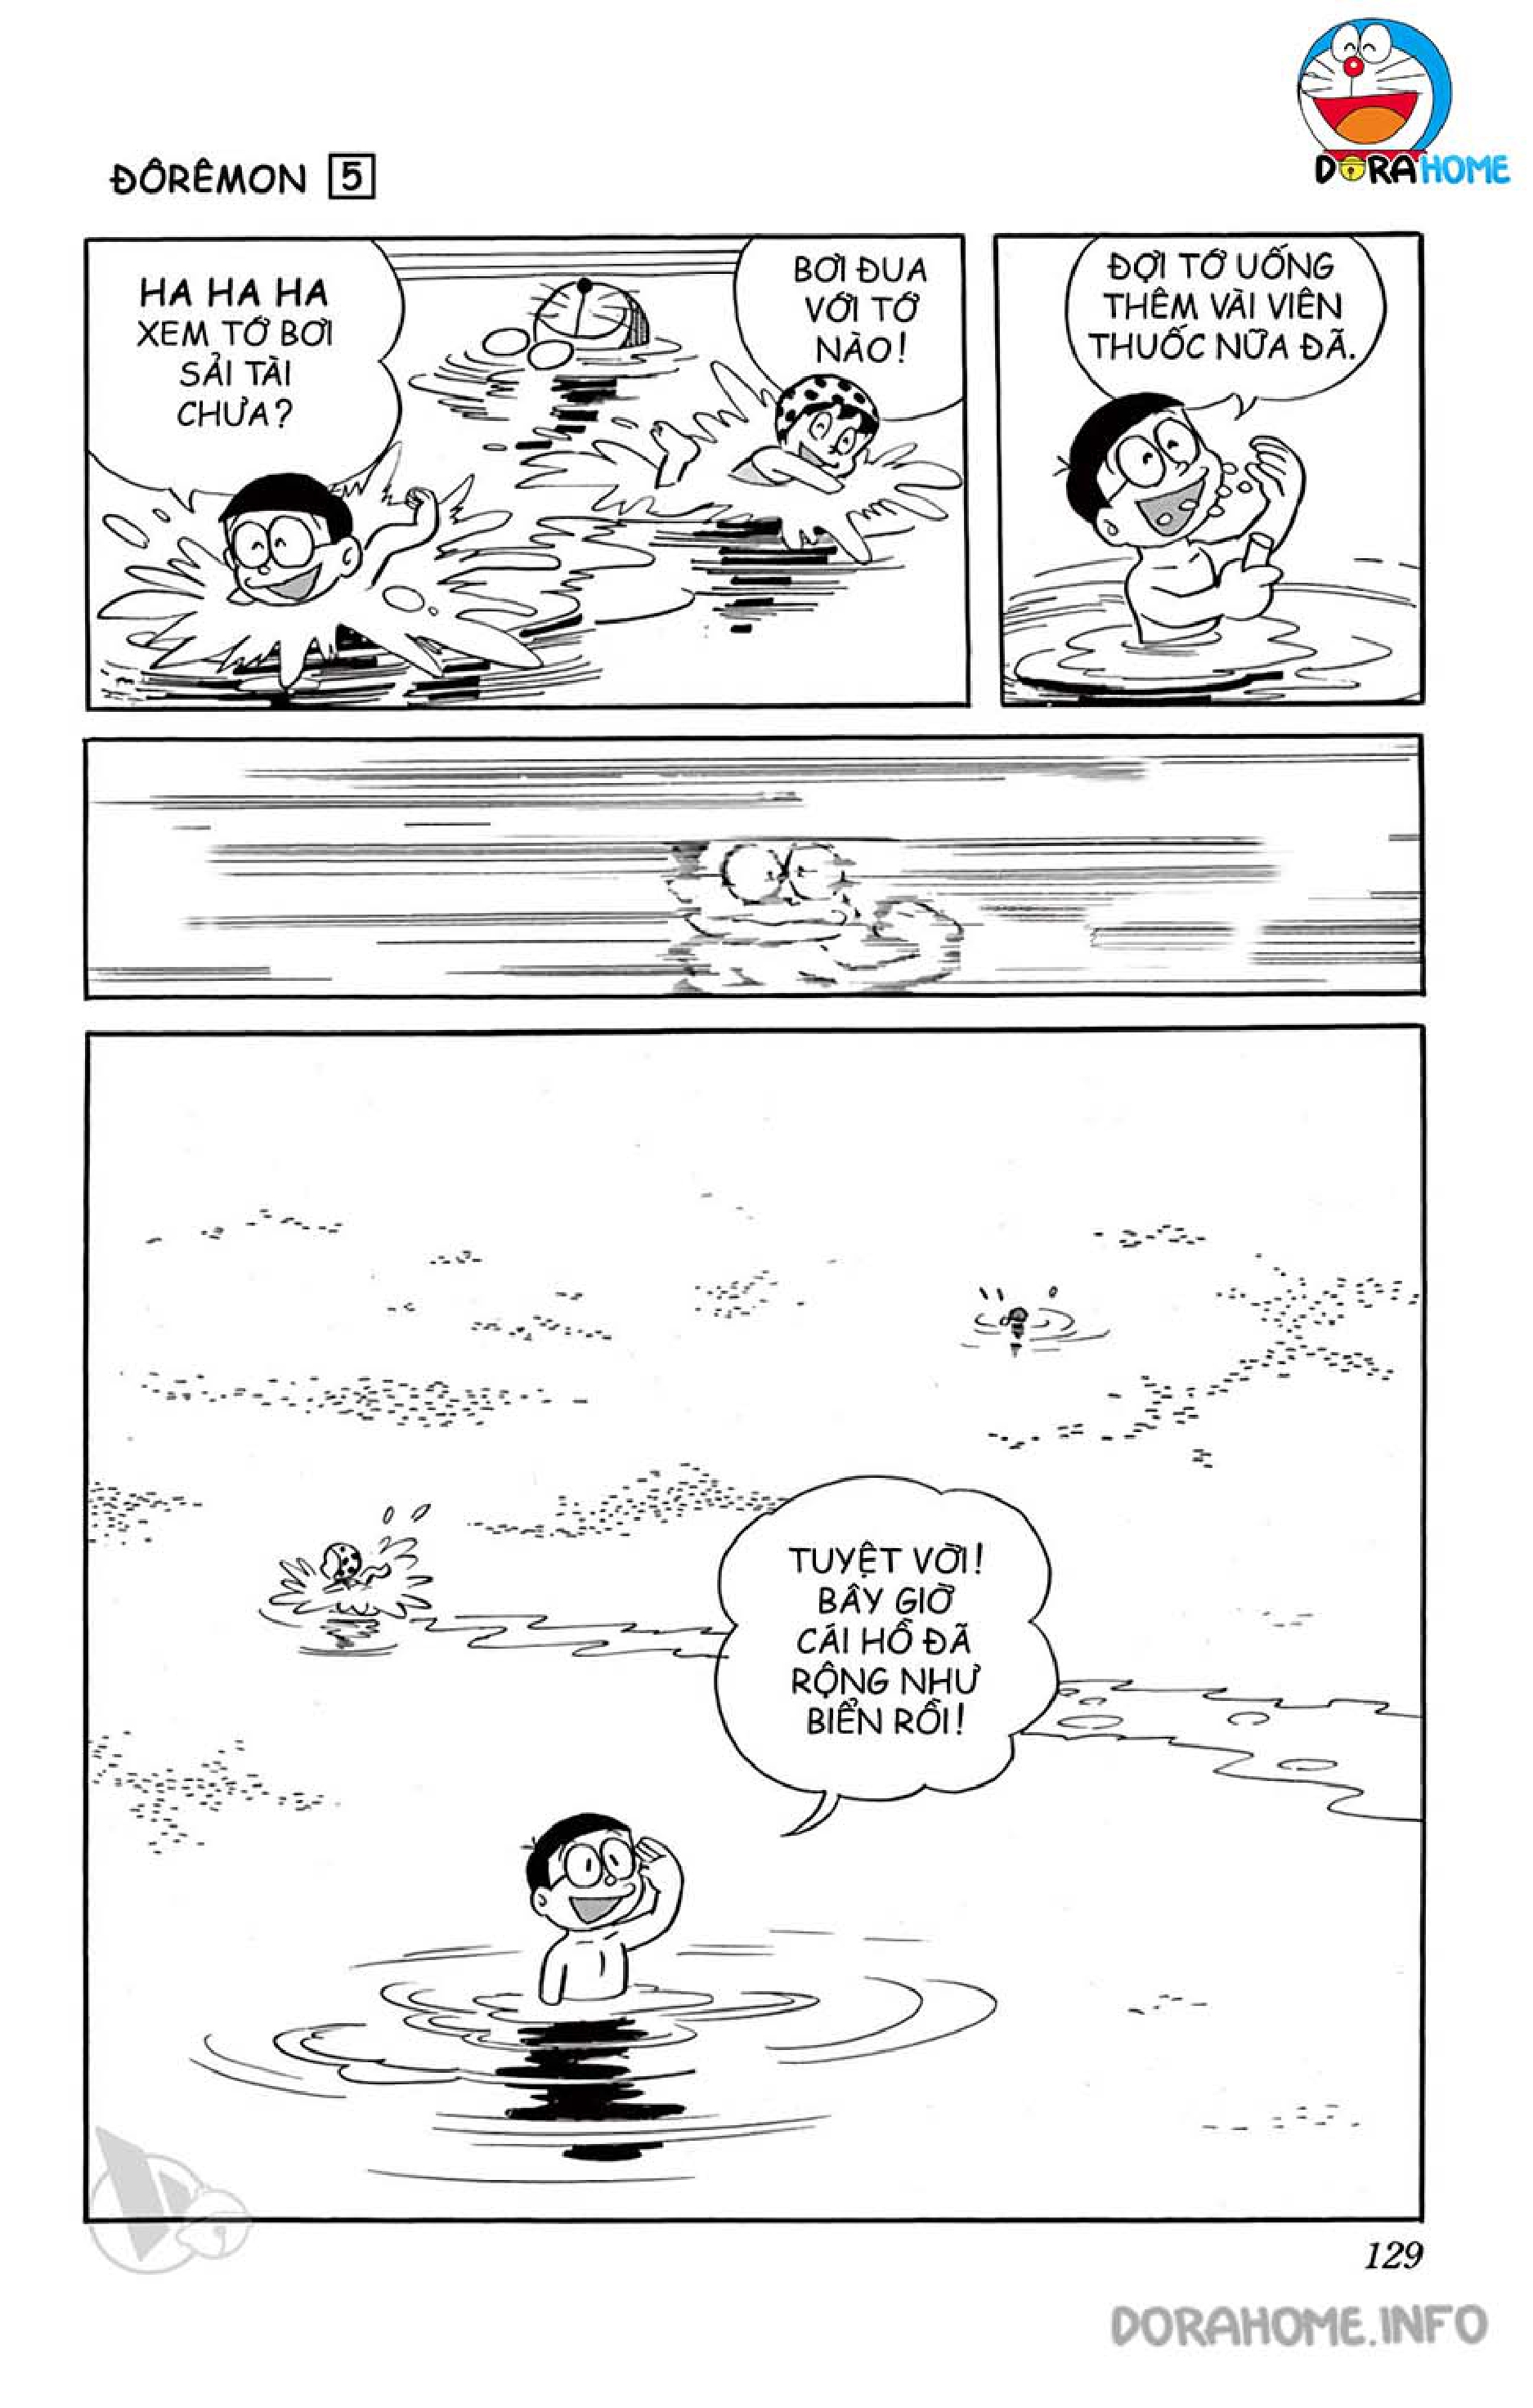 DORAHOME
ĐÔRÊMON 5
HA HA HA
XEM TỚ BƠI
SẢI TÀI
CHƯA?
BƠI ĐUA
VỚI TỚ
NÀO!
ĐỢI TỚ UỐNG
THÊM VÀI VIÊN
THUỐC NỮA ĐÃ.
TUYỆT VỜI!
BÂY GIỜ
CÁI HỒ ĐÃ
RỘNG NHƯ
BIỂN RỒI!
129
DORAHOME.INFO